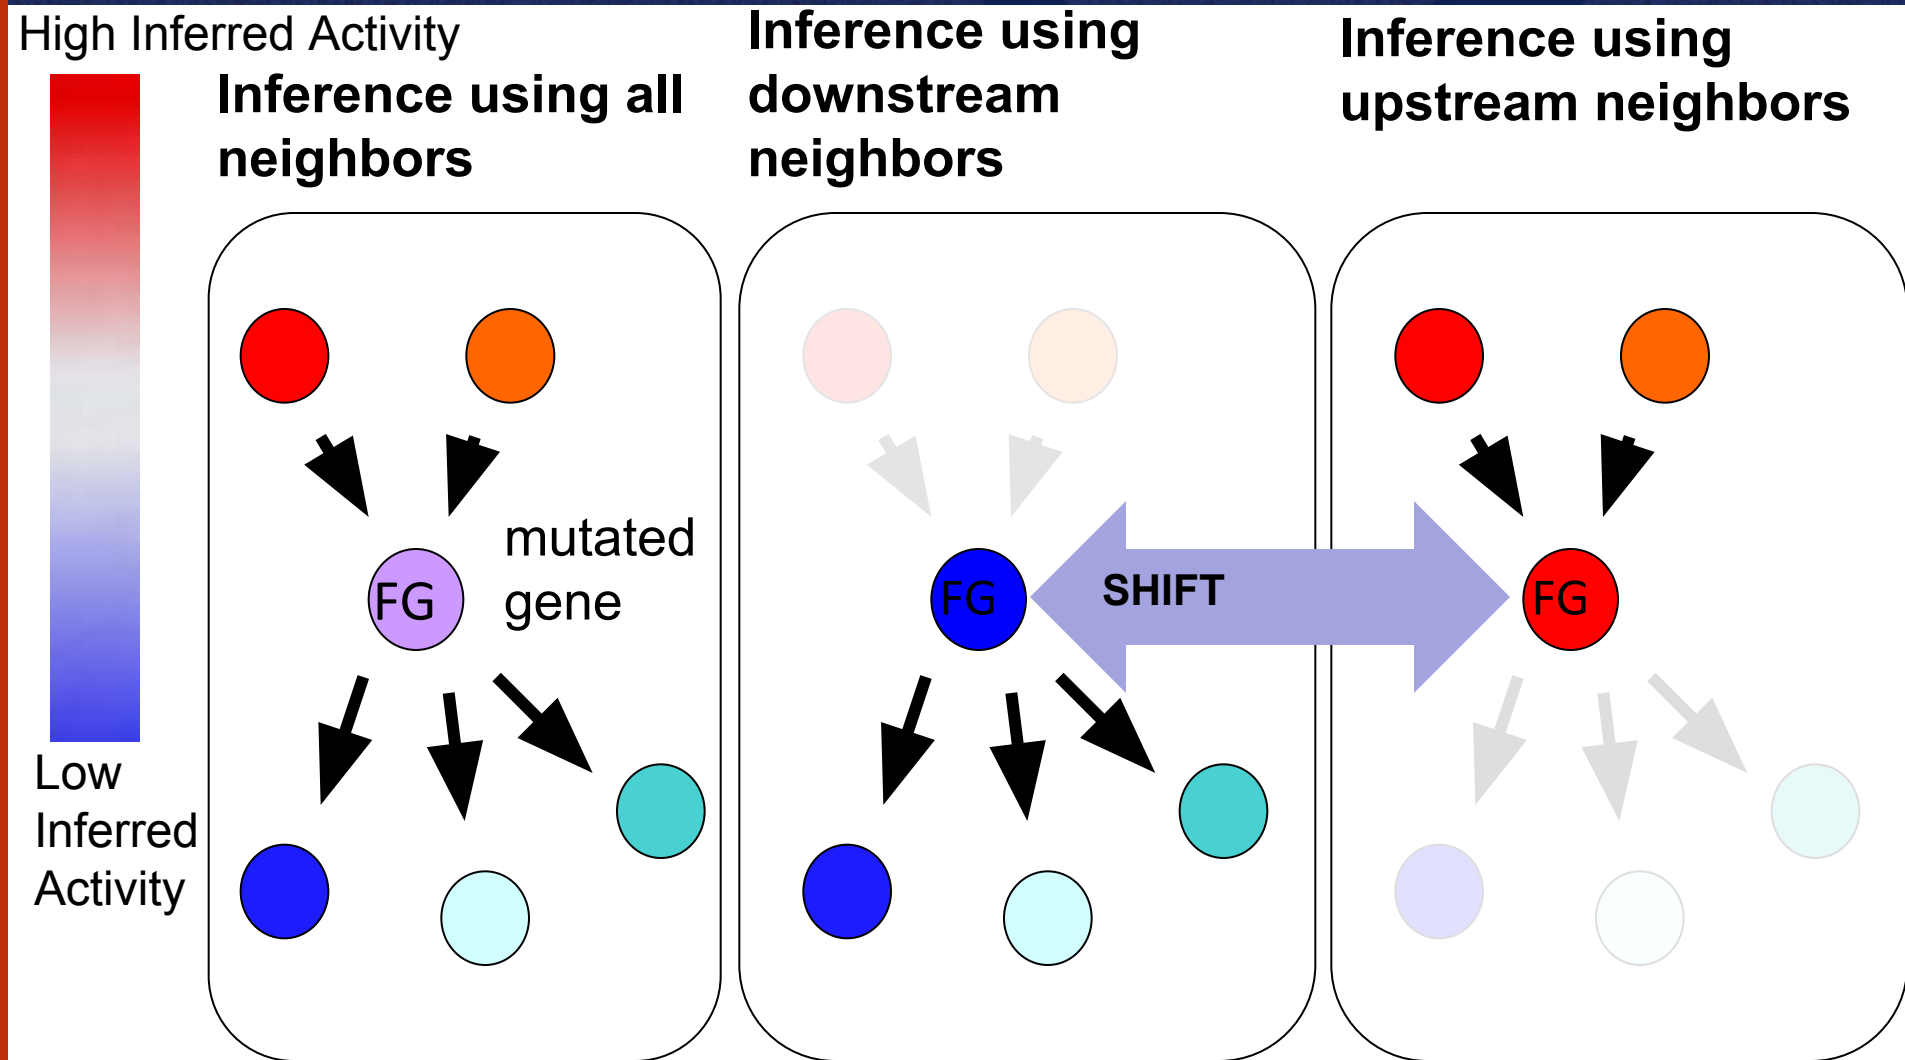 High Inferred Activity
Inference using all
neighbors
Inference using
downstream
neighbors
Inference using
upstream neighbors
mutated
gene
FG
FG
SHIFT
FG
Low
Inferred
Activity